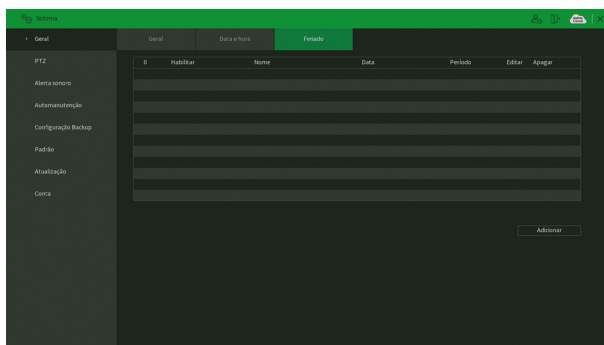 Sistema
Geral
PTZ
Alerta sonoro
Automanutenção
Configuração Backup
Padrão
Atualização
Conta
Geral Data e hora Feriado
0 Habilitar Nome Data Período Editar Apagar
Adicionar